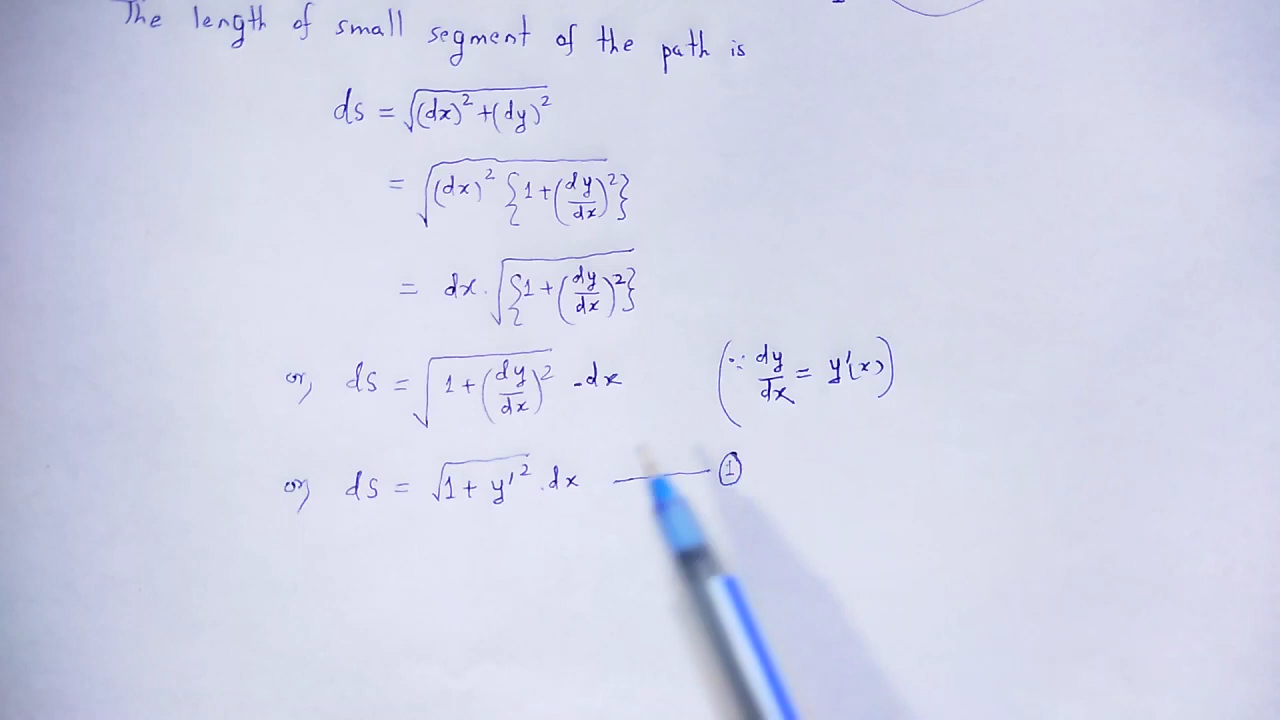 The length of small segment of the path is
ds = √(dx)² + (dy)²
= √(dx)² {1 + (dy/dx)²}
= dx . √{1 + (dy/dx)²}
or, ds = √1 + (dy/dx)² . dx (∵ dy/dx = y'(x))
or, ds = √1 + y'² . dx —— ①